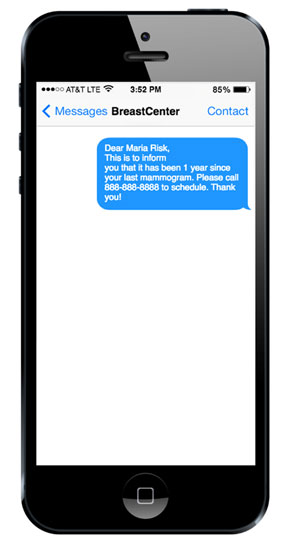 AT&T LTE 3:52 PM 85%
Messages BreastCenter Contact
Dear Maria Risk,
This is to inform
you that it has been 1 year since
your last mammogram. Please call
888-888-8888 to schedule. Thank
you!